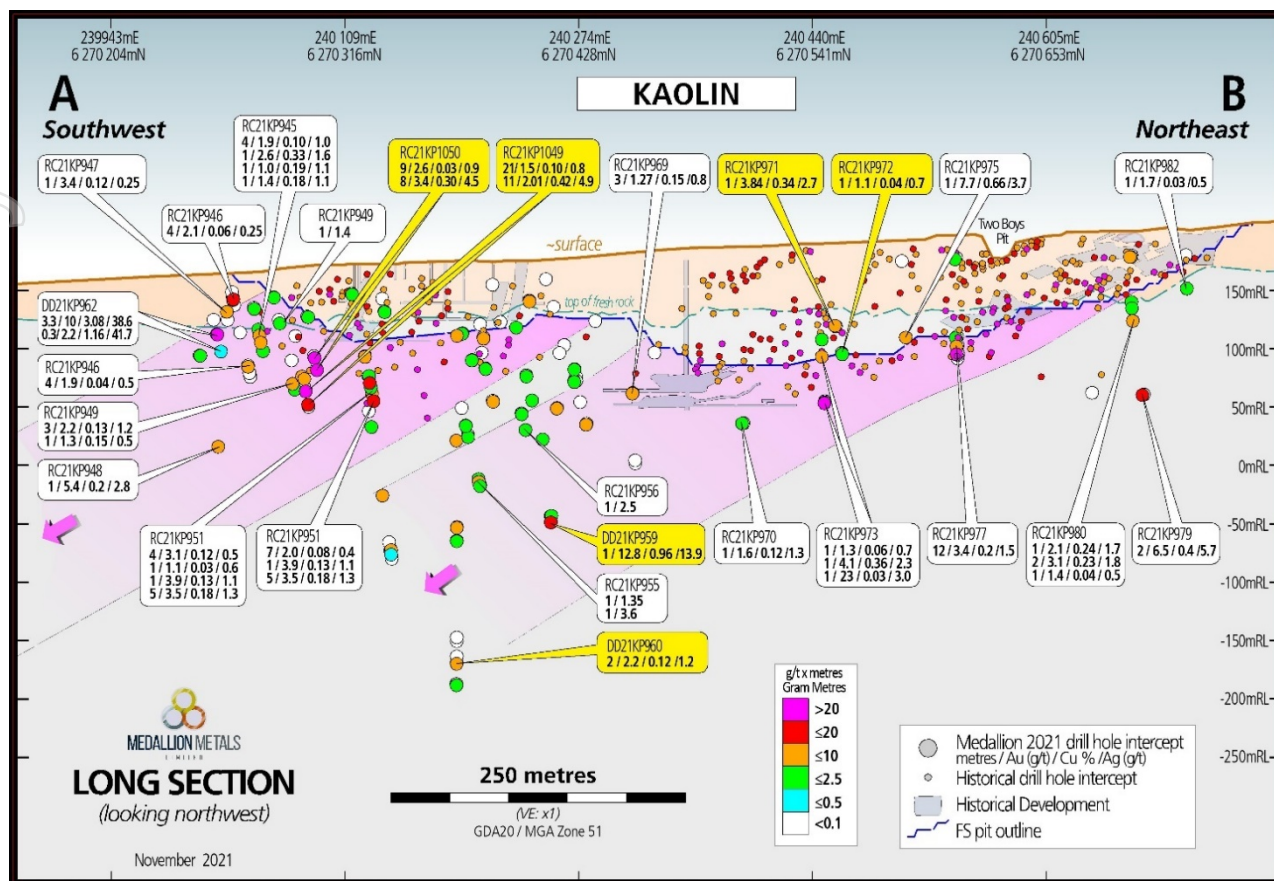 239943mE
6 270 204mN
240 109mE
6 270 316mN
240 274mE
6 270 428mN
240 440mE
6 270 541mN
240 605mE
6 270 653mN
A
Southwest
KAOLIN
B
Northeast
RC21KP947
1 / 3.4 / 0.12 / 0.25
RC21KP945
4 / 1.9 / 0.10 / 1.0
1 / 2.6 / 0.33 / 1.6
1 / 1.0 / 0.19 / 1.1
1 / 1.4 / 0.18 / 1.1
RC21KP1050
9 / 2.6 / 0.03 / 0.9
8 / 3.4 / 0.30 / 4.5
RC21KP1049
21/ 1.5 / 0.10 / 0.8
11 / 2.01 / 0.42 / 4.9
RC21KP969
3 / 1.27 / 0.15 / 0.8
RC21KP971
1 / 3.84 / 0.34 / 2.7
RC21KP972
1 / 1.1 / 0.04 / 0.7
RC21KP975
1 / 7.7 / 0.66 / 3.7
RC21KP982
1 / 1.7 / 0.03 / 0.5
RC21KP946
4 / 2.1 / 0.06 / 0.25
RC21KP949
1 / 1.4
~surface
Two Boys
Pit
top of fresh rock
DD21KP962
3.3 / 10 / 3.08 / 38.6
0.3 / 2.2 / 1.16 / 41.7
RC21KP946
4 / 1.9 / 0.04 / 0.5
RC21KP949
3 / 2.2 / 0.13 / 1.2
1 / 1.3 / 0.15 / 0.5
RC21KP948
1 / 5.4 / 0.2 / 2.8
RC21KP951
4 / 3.1 / 0.12 / 0.5
1 / 1.1 / 0.03 / 0.6
1 / 3.9 / 0.13 / 1.1
5 / 3.5 / 0.18 / 1.3
RC21KP951
7 / 2.0 / 0.08 / 0.4
1 / 3.9 / 0.13 / 1.1
5 / 3.5 / 0.18 / 1.3
RC21KP956
1 / 2.5
DD21KP959
1 / 12.8 / 0.96 /13.9
RC21KP955
1 / 1.35
1 / 3.6
DD21KP960
2 / 2.2 / 0.12 /1.2
RC21KP970
1 / 1.6 / 0.12 / 1.3
RC21KP973
1 / 1.3 / 0.06 / 0.7
1 / 4.1 / 0.36 / 2.3
1 / 23 / 0.03 / 3.0
RC21KP977
12 / 3.4 / 0.2 / 1.5
RC21KP980
1 / 2.1 / 0.24 / 1.7
2 / 3.1 / 0.23 / 1.8
1 / 1.4 / 0.04 / 0.5
RC21KP979
2 / 6.5 / 0.4 / 5.7
150mRL
100mRL
50mRL
0mRL
-50mRL
-100mRL
-150mRL
-200mRL
-250mRL
MEDALLION METALS
LIMITED
LONG SECTION
(looking northwest)
November 2021
250 metres
(VE: x1)
GDA20 / MGA Zone 51
g/t x metres
Gram Metres
>20
≤20
≤10
≤2.5
≤0.5
<0.1
Medallion 2021 drill hole intercept
metres / Au (g/t) / Cu % /Ag (g/t)
Historical drill hole intercept
Historical Development
FS pit outline